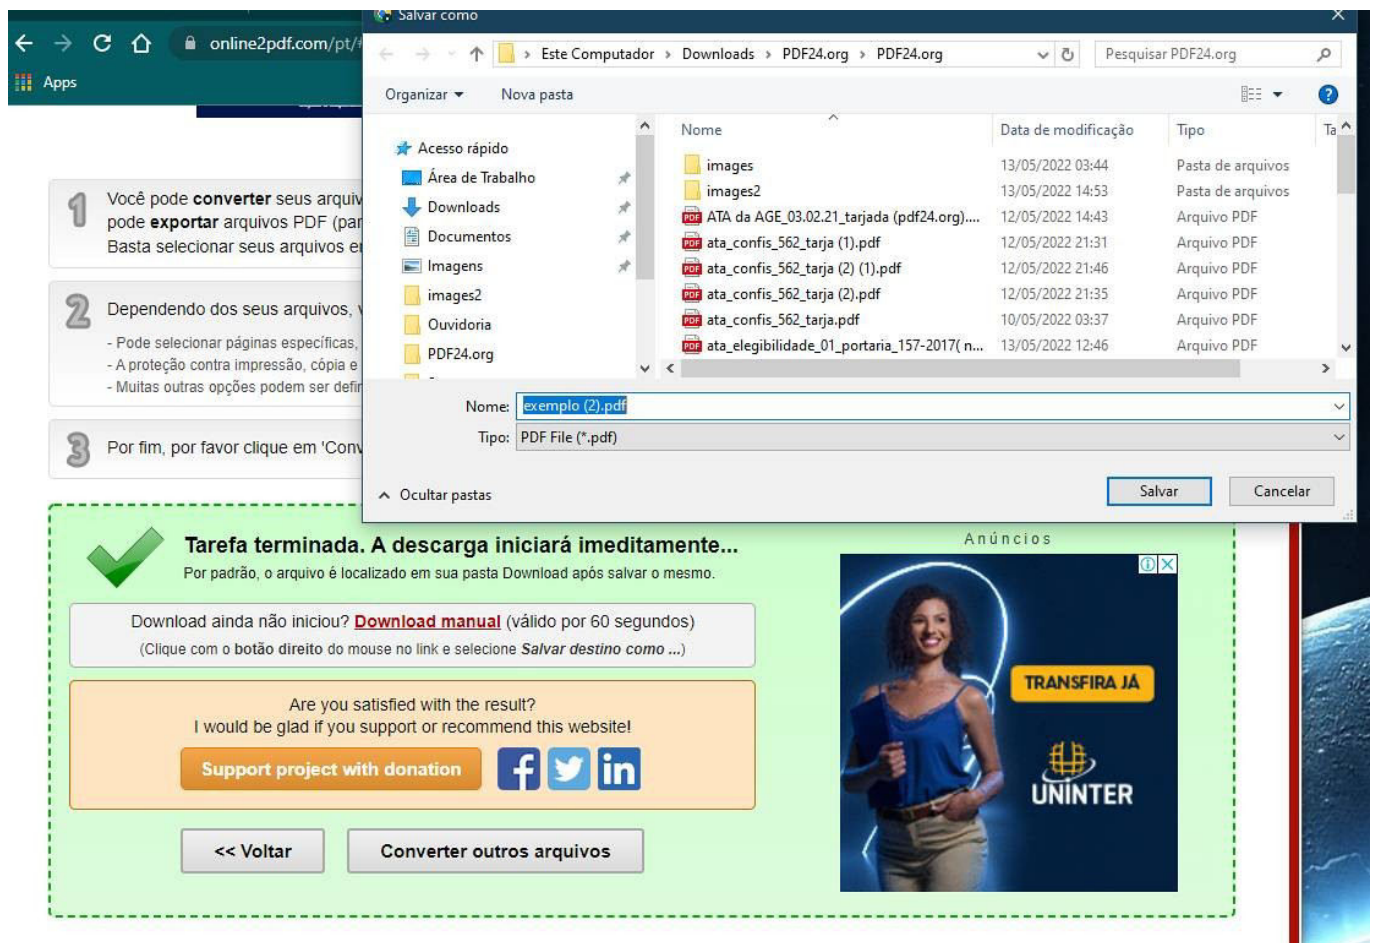 Salvar como
online2pdf.com/pt/
Apps
Este Computador > Downloads > PDF24.org > PDF24.org
Pesquisar PDF24.org
Organizar
Nova pasta
Nome
Data de modificação
Tipo
Ta
Acesso rápido
Área de Trabalho
Downloads
Documentos
Imagens
images2
Ouvidoria
PDF24.org
images 13/05/2022 03:44 Pasta de arquivos
images2 13/05/2022 14:53 Pasta de arquivos
ATA da AGE_03.02.21_tarjada (pdf24.org).... 12/05/2022 14:43 Arquivo PDF
ata_confis_562_tarja (1).pdf 12/05/2022 21:31 Arquivo PDF
ata_confis_562_tarja (2) (1).pdf 12/05/2022 21:46 Arquivo PDF
ata_confis_562_tarja (2).pdf 12/05/2022 21:35 Arquivo PDF
ata_confis_562_tarja.pdf 10/05/2022 03:37 Arquivo PDF
ata_elegibilidade_01_portaria_157-2017( n... 13/05/2022 12:46 Arquivo PDF
Nome: exemplo (2).pdf
Tipo: PDF File (*.pdf)
Ocultar pastas
Salvar
Cancelar
1
Você pode converter seus arquiv
pode exportar arquivos PDF (par
Basta selecionar seus arquivos e
2
Dependendo dos seus arquivos, v
- Pode selecionar páginas específicas,
- A proteção contra impressão, cópia e
- Muitas outras opções podem ser defin
3
Por fim, por favor clique em 'Conv
Tarefa terminada. A descarga iniciará imeditamente...
Por padrão, o arquivo é localizado em sua pasta Download após salvar o mesmo.
Download ainda não iniciou? Download manual (válido por 60 segundos)
(Clique com o botão direito do mouse no link e selecione Salvar destino como ...)
Are you satisfied with the result?
I would be glad if you support or recommend this website!
Support project with donation
<< Voltar
Converter outros arquivos
Anúncios
TRANSFIRA JÁ
UNINTER